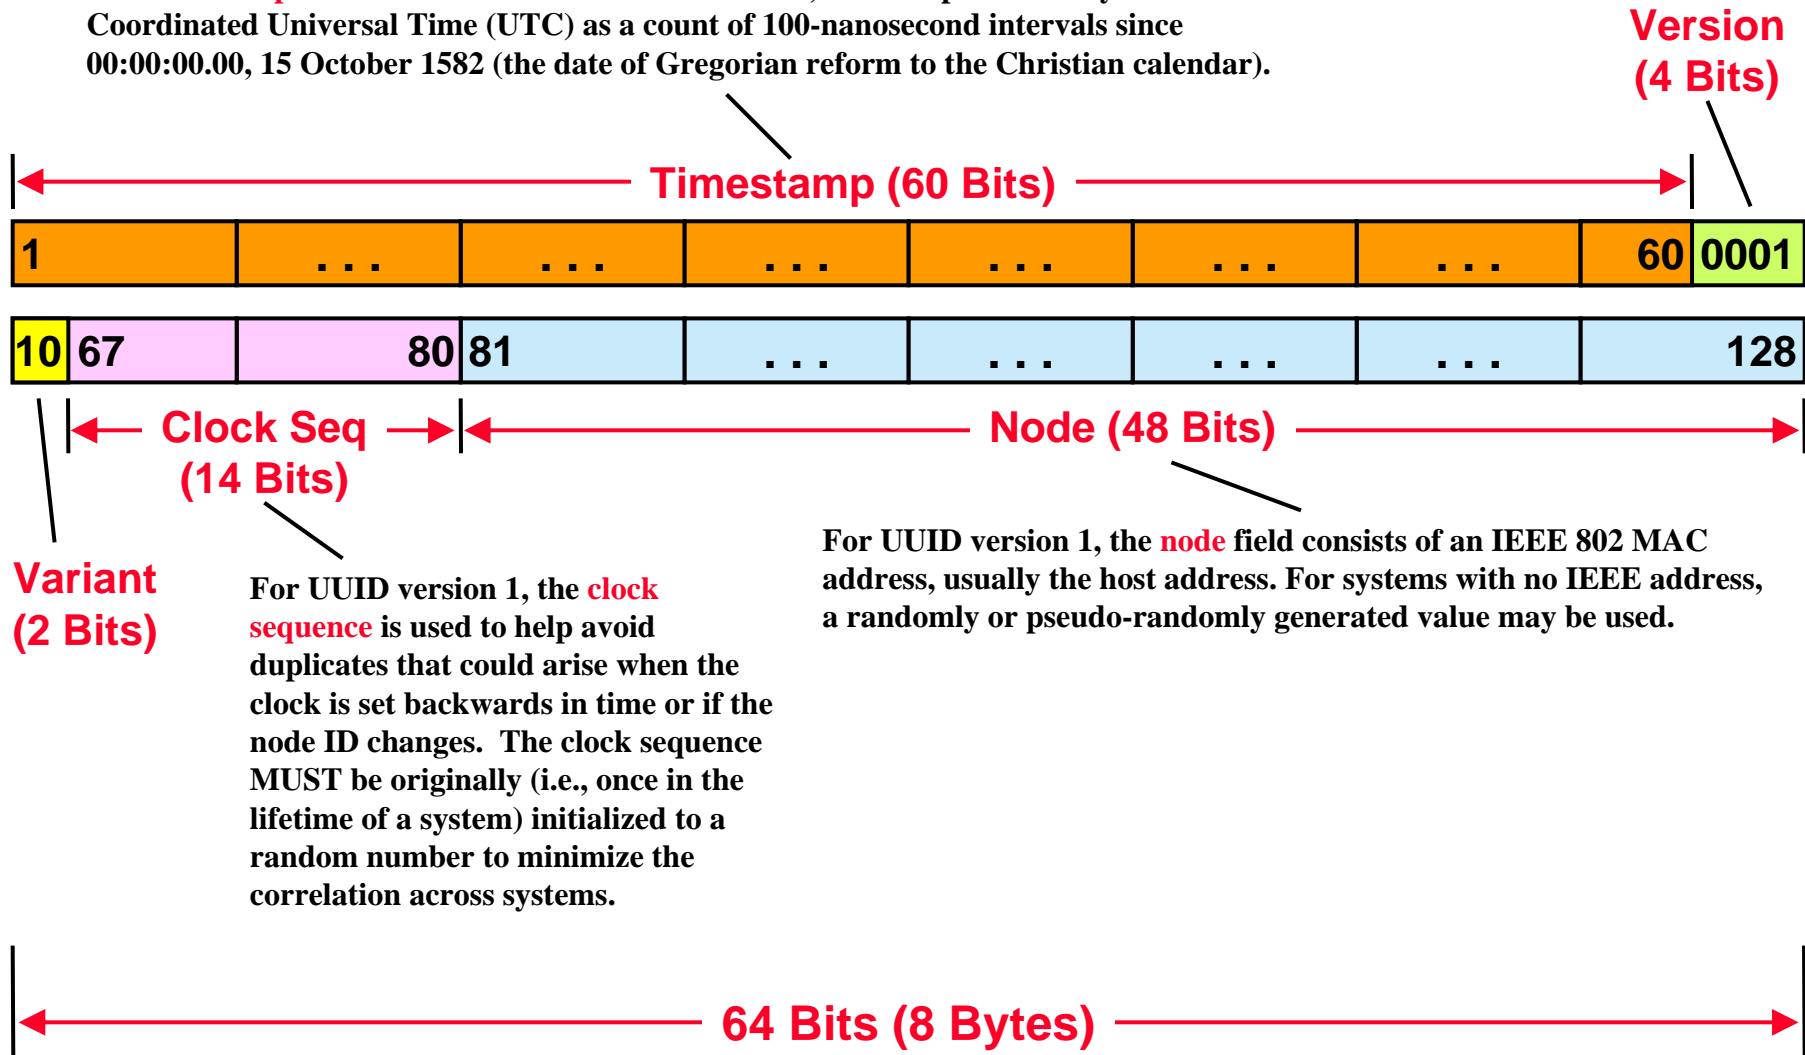 Coordinated Universal Time (UTC) as a count of 100-nanosecond intervals since
00:00:00.00, 15 October 1582 (the date of Gregorian reform to the Christian calendar).
Version
(4 Bits)
Timestamp (60 Bits)
1 ... ... ... ... ... ... 60 0001
10 67 80 81 ... ... ... ... 128
Clock Seq
(14 Bits)
Node (48 Bits)
Variant
(2 Bits)
For UUID version 1, the clock
sequence is used to help avoid
duplicates that could arise when the
clock is set backwards in time or if the
node ID changes.  The clock sequence
MUST be originally (i.e., once in the
lifetime of a system) initialized to a
random number to minimize the
correlation across systems.
For UUID version 1, the node field consists of an IEEE 802 MAC
address, usually the host address. For systems with no IEEE address,
a randomly or pseudo-randomly generated value may be used.
64 Bits (8 Bytes)